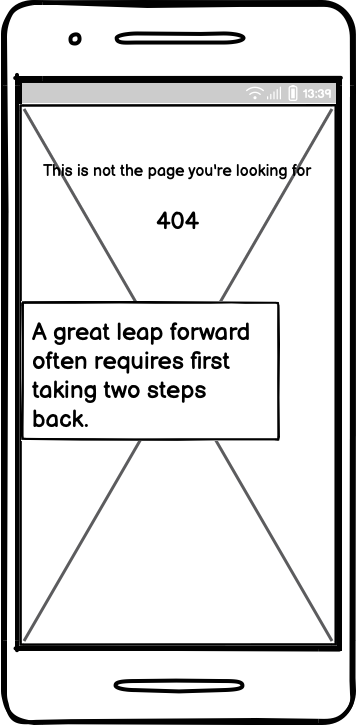 13:39
This is not the page you're looking for
404
A great leap forward
often requires first
taking two steps
back.